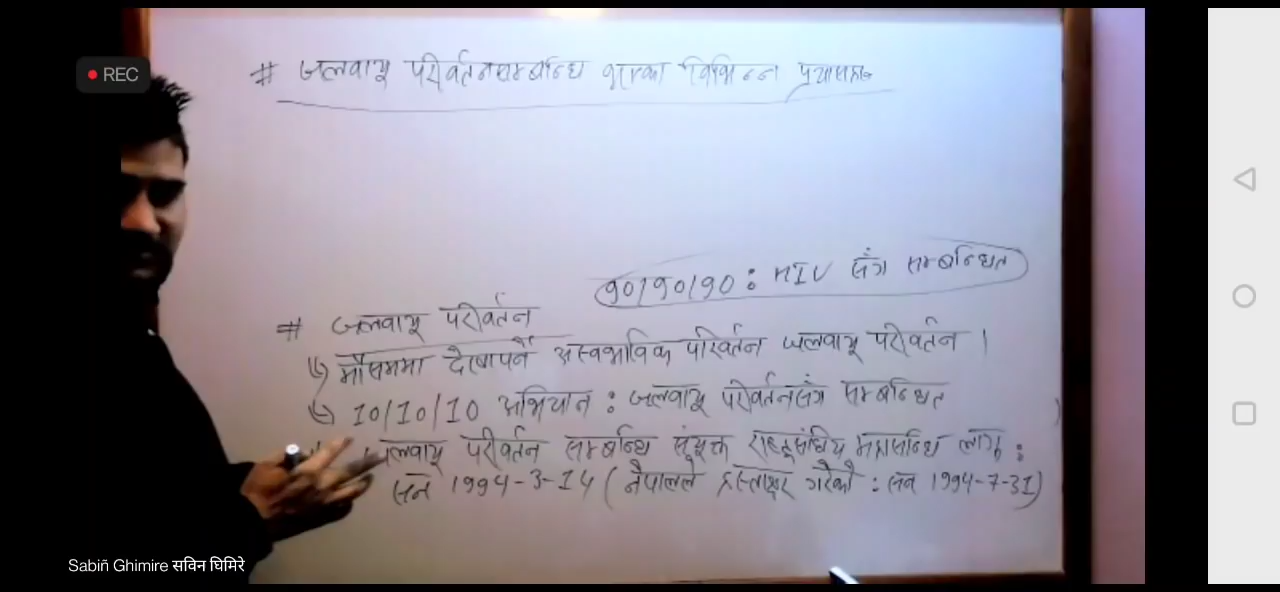 REC
# जलवायु परिवर्तनसम्बन्धि भएका विभिन्न प्रयासहरू
९०/९०/९० : HIV सँग सम्बन्धित
# जलवायु परिवर्तन
मौसममा देखापर्ने अस्वभाविक परिवर्तन जलवायु परिवर्तन ।
10/10/10 अभियान : जलवायु परिवर्तनसँग सम्बन्धित
जलवायु परिवर्तन सम्बन्धि संयुक्त राष्ट्रसंघिय महासन्धि लागू :
सन 1994-3-14 ( नेपालले हस्ताक्षर गरेको : सन 1994-7-31)
Sabiñ Ghimire सविन घिमिरे